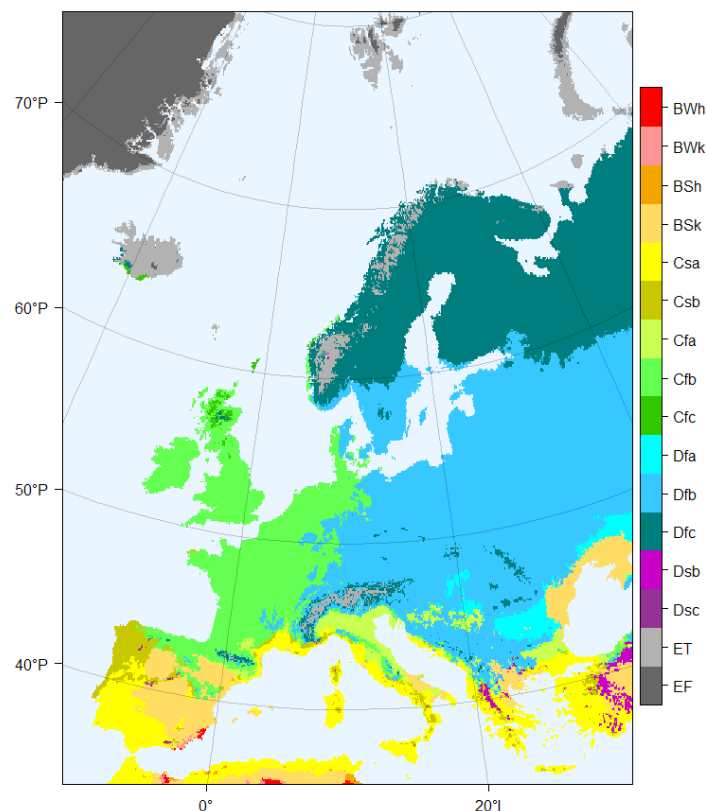 70°P
60°P
50°P
40°P
0°
20°I
BWh
BWk
BSh
BSk
Csa
Csb
Cfa
Cfb
Cfc
Dfa
Dfb
Dfc
Dsb
Dsc
ET
EF